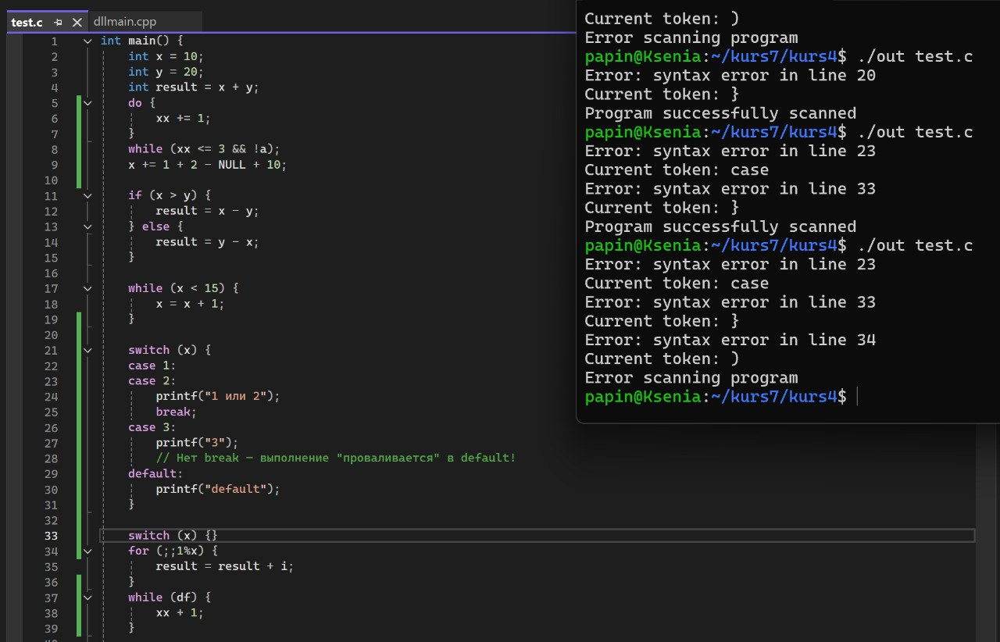 test.c
dllmain.cpp
1 int main() {
2 int x = 10;
3 int y = 20;
4 int result = x + y;
5 do {
6 xx += 1;
7 }
8 while (xx <= 3 && !a);
9 x += 1 + 2 - NULL + 10;
10
11 if (x > y) {
12 result = x - y;
13 } else {
14 result = y - x;
15 }
16
17 while (x < 15) {
18 x = x + 1;
19 }
20
21 switch (x) {
22 case 1:
23 case 2:
24 printf("1 или 2");
25 break;
26 case 3:
27 printf("3");
28 // Нет break — выполнение "проваливается" в default!
29 default:
30 printf("default");
31 }
32
33 switch (x) {}
34 for (;;1%x) {
35 result = result + i;
36 }
37 while (df) {
38 xx + 1;
39 }
Current token: )
Error scanning program
papin@Ksenia:~/kurs7/kurs4$ ./out test.c
Error: syntax error in line 20
Current token: }
Program successfully scanned
papin@Ksenia:~/kurs7/kurs4$ ./out test.c
Error: syntax error in line 23
Current token: case
Error: syntax error in line 33
Current token: }
Program successfully scanned
papin@Ksenia:~/kurs7/kurs4$ ./out test.c
Error: syntax error in line 23
Current token: case
Error: syntax error in line 33
Current token: }
Error: syntax error in line 34
Current token: )
Error scanning program
papin@Ksenia:~/kurs7/kurs4$